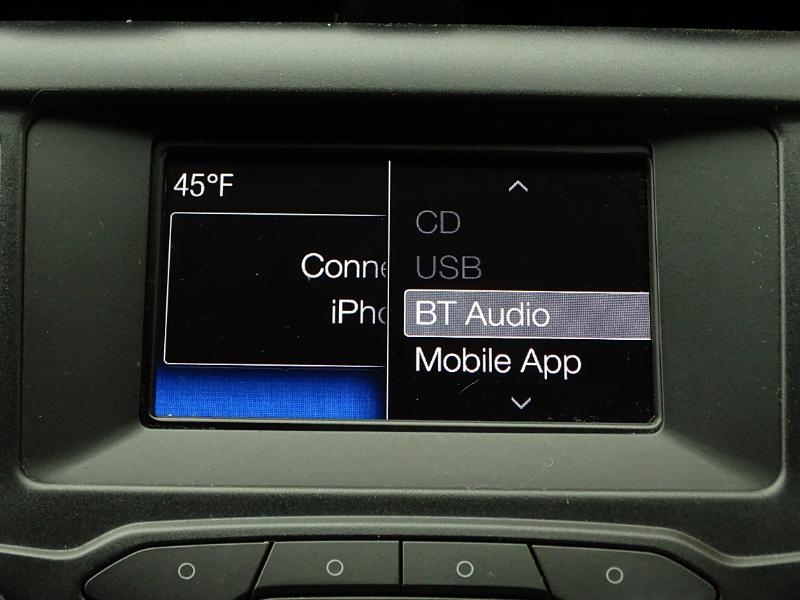 45°F
Conne
iPho
CD
USB
BT Audio
Mobile App